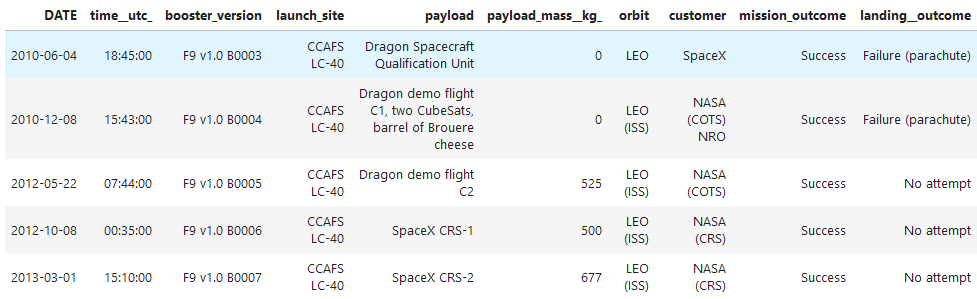 DATE time__utc_ booster_version launch_site payload payload_mass__kg_ orbit customer mission_outcome landing__outcome
2010-06-04 18:45:00 F9 v1.0 B0003 CCAFS LC-40 Dragon Spacecraft Qualification Unit 0 LEO SpaceX Success Failure (parachute)
2010-12-08 15:43:00 F9 v1.0 B0004 CCAFS LC-40 Dragon demo flight C1, two CubeSats, barrel of Brouere cheese 0 LEO (ISS) NASA (COTS) NRO Success Failure (parachute)
2012-05-22 07:44:00 F9 v1.0 B0005 CCAFS LC-40 Dragon demo flight C2 525 LEO (ISS) NASA (COTS) Success No attempt
2012-10-08 00:35:00 F9 v1.0 B0006 CCAFS LC-40 SpaceX CRS-1 500 LEO (ISS) NASA (CRS) Success No attempt
2013-03-01 15:10:00 F9 v1.0 B0007 CCAFS LC-40 SpaceX CRS-2 677 LEO (ISS) NASA (CRS) Success No attempt